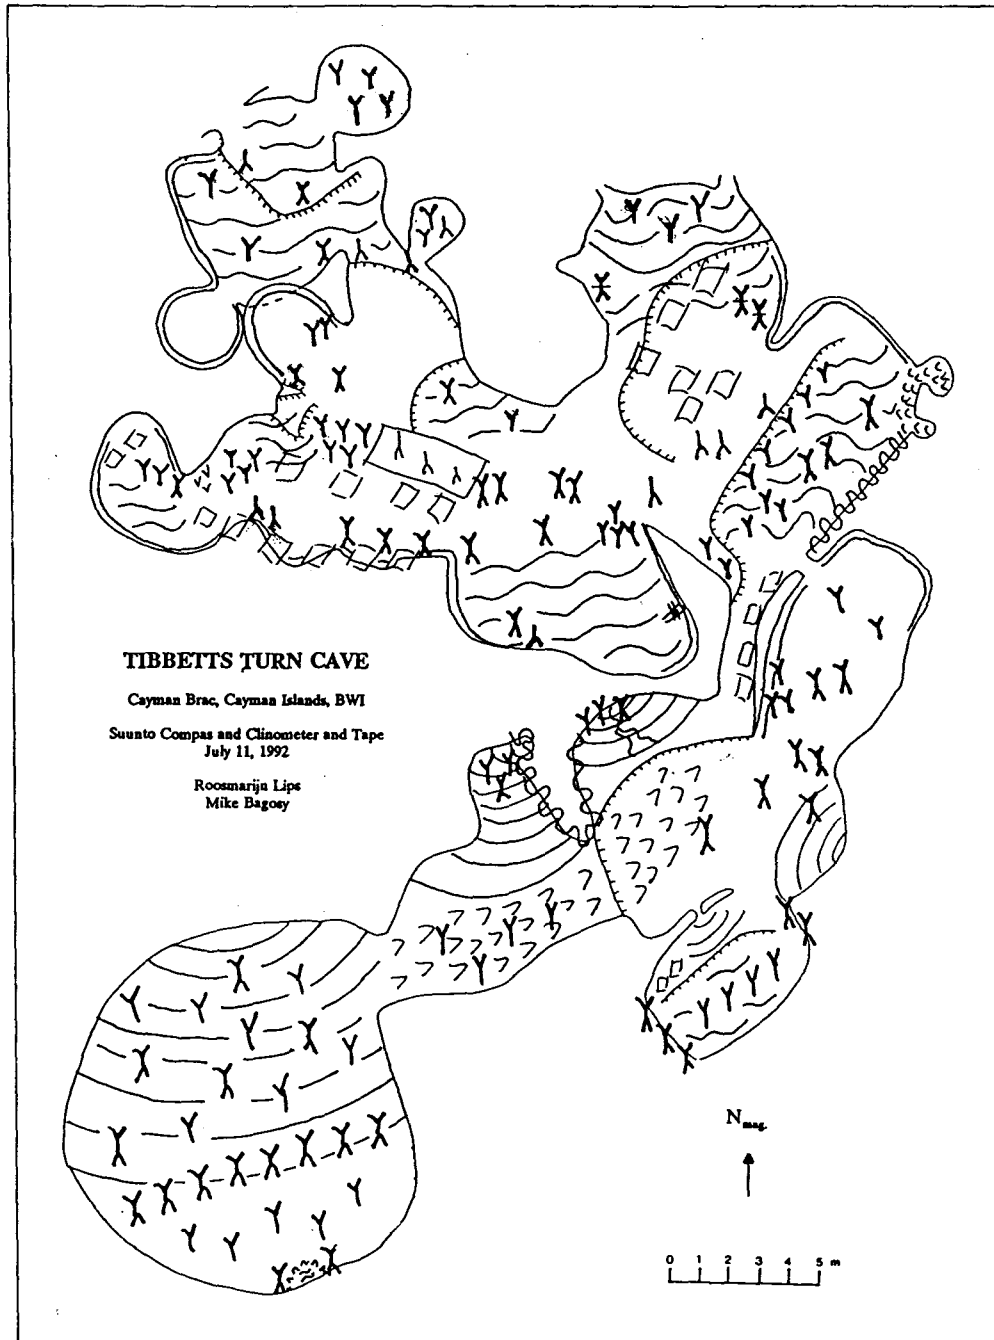 TIBBETTS TURN CAVE
Cayman Brac, Cayman Islands, BWI
Suunto Compas and Clinometer and Tape
July 11, 1992
Roosmarijn Lips
Mike Bagosy
N mag.
0 1 2 3 4 5 m